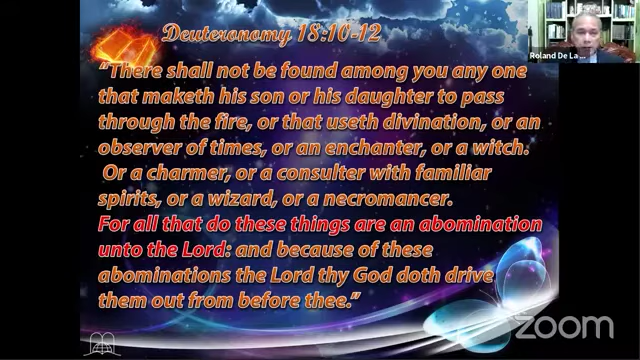 Deuteronomy 18:10-12
"There shall not be found among you any one
that maketh his son or his daughter to pass
through the fire, or that useth divination, or an
observer of times, or an enchanter, or a witch.
Or a charmer, or a consulter with familiar
spirits, or a wizard, or a necromancer.
For all that do these things are an abomination
unto the Lord: and because of these
abominations the Lord thy God doth drive
them out from before thee."
Roland De La
zoom